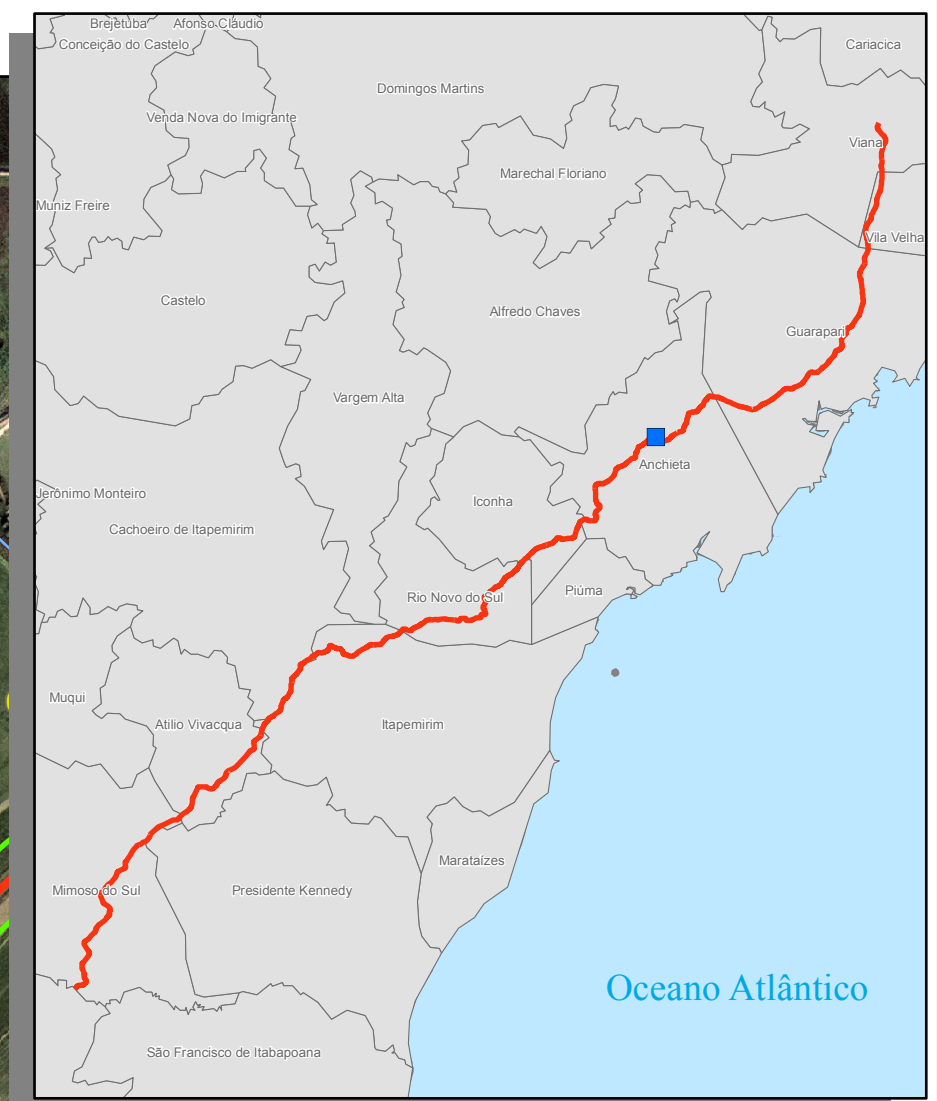 Brejetuba
Afonso Cláudio
Conceição do Castelo
Cariacica
Domingos Martins
Venda Nova do Imigrante
Viana
Marechal Floriano
Muniz Freire
Vila Velha
Castelo
Alfredo Chaves
Guarapari
Vargem Alta
Anchieta
Jerônimo Monteiro
Iconha
Cachoeiro de Itapemirim
Piúma
Rio Novo do Sul
Muqui
Atilio Vivacqua
Itapemirim
Marataízes
Mimoso do Sul
Presidente Kennedy
Oceano Atlântico
São Francisco de Itabapoana